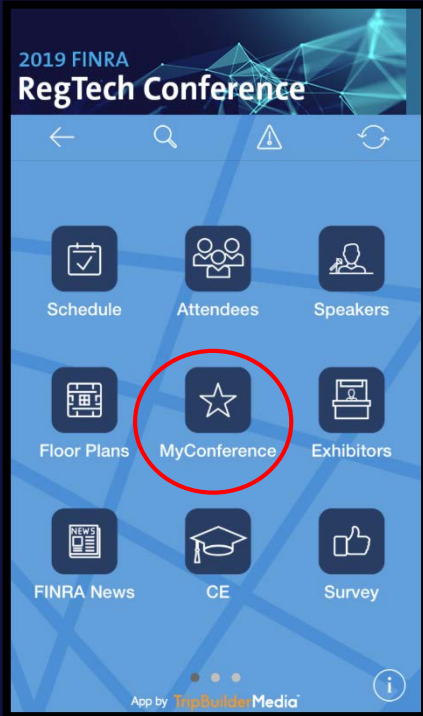 2019 FINRA
RegTech Conference
Schedule
Attendees
Speakers
Floor Plans
MyConference
Exhibitors
NEWS
FINRA News
CE
Survey
i
App by TripBuilderMedia